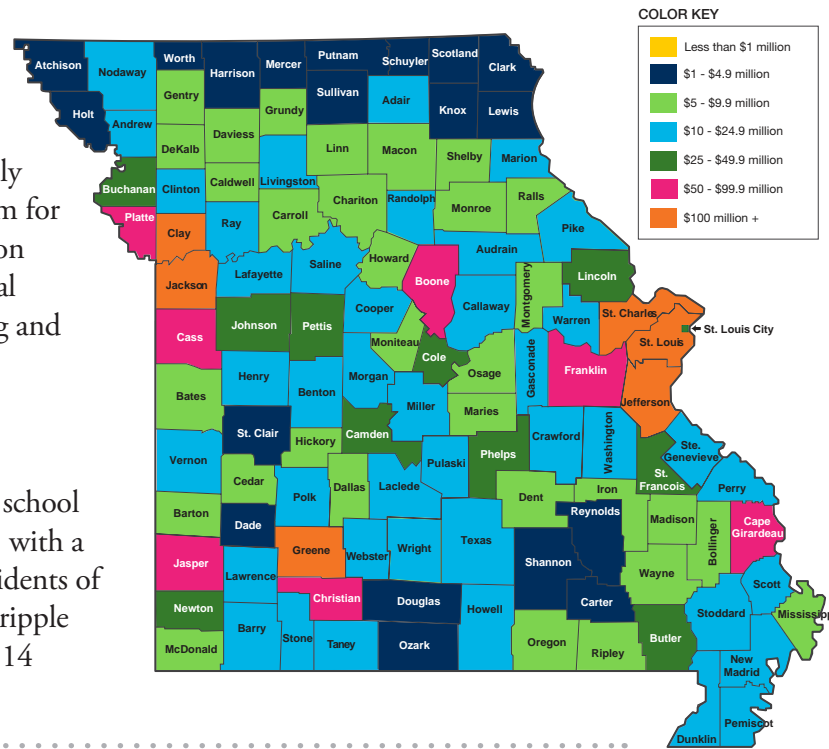 COLOR KEY
Less than $1 million
$1 - $4.9 million
$5 - $9.9 million
$10 - $24.9 million
$25 - $49.9 million
$50 - $99.9 million
$100 million +
ly
m for
on
al
g and
school
with a
idents of
ripple
14
Atchison
Nodaway
Worth
Harrison
Mercer
Putnam
Schuyler
Scotland
Clark
Holt
Andrew
Gentry
Grundy
Sullivan
Adair
Knox
Lewis
DeKalb
Daviess
Linn
Macon
Shelby
Marion
Buchanan
Clinton
Caldwell
Livingston
Chariton
Randolph
Monroe
Ralls
Platte
Clay
Ray
Carroll
Howard
Audrain
Pike
Jackson
Lafayette
Saline
Boone
Callaway
Montgomery
Lincoln
Cooper
Warren
St. Charles
St. Louis City
St. Louis
Cass
Johnson
Pettis
Moniteau
Cole
Osage
Gasconade
Franklin
Jefferson
Bates
Henry
Benton
Morgan
Miller
Maries
St. Clair
Hickory
Camden
Pulaski
Phelps
Crawford
Washington
Ste.
Genevieve
St.
Francois
Perry
Vernon
Cedar
Polk
Dallas
Laclede
Dent
Iron
Reynolds
Madison
Bollinger
Cape
Girardeau
Barton
Dade
Greene
Webster
Wright
Texas
Shannon
Wayne
Scott
Jasper
Lawrence
Christian
Douglas
Howell
Carter
Stoddard
Mississipp
Newton
Barry
Stone
Taney
Ozark
Oregon
Ripley
Butler
New
Madrid
McDonald
Dunklin
Pemiscot